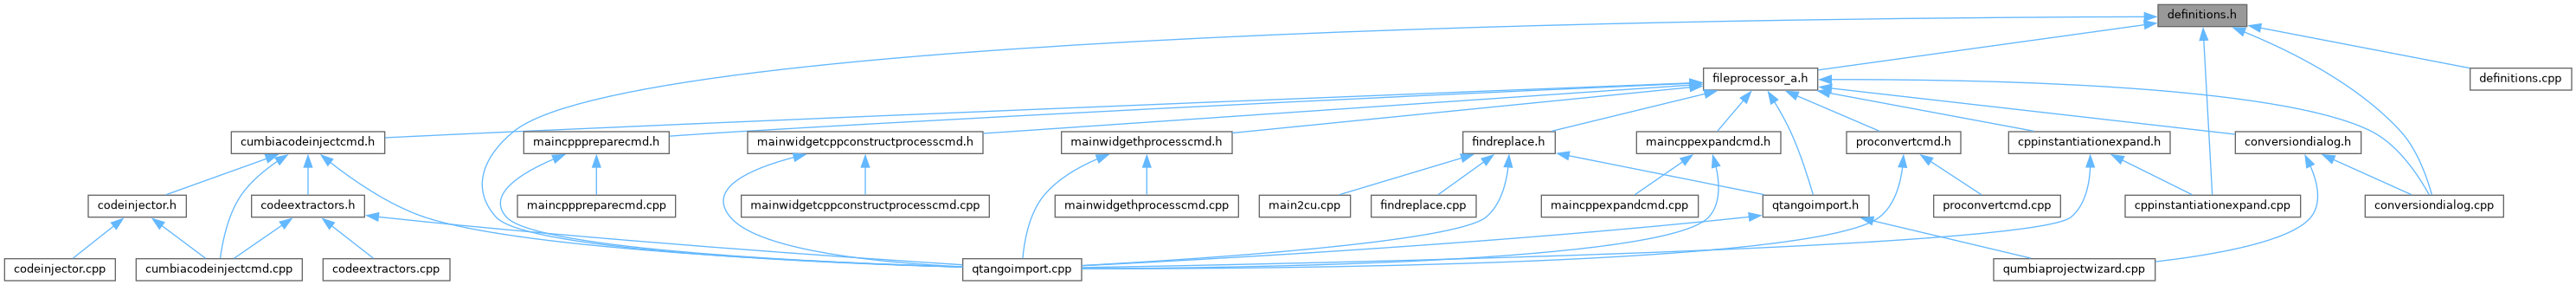 definitions.h
fileprocessor_a.h
definitions.cpp
cumbiacodeinjectcmd.h
maincpppreparecmd.h
mainwidgetcppconstructprocesscmd.h
mainwidgethprocesscmd.h
findreplace.h
maincppexpandcmd.h
proconvertcmd.h
cppinstantiationexpand.h
conversiondialog.h
codeinjector.h
codeextractors.h
maincpppreparecmd.cpp
mainwidgetcppconstructprocesscmd.cpp
mainwidgethprocesscmd.cpp
main2cu.cpp
findreplace.cpp
maincppexpandcmd.cpp
qtangoimport.h
proconvertcmd.cpp
cppinstantiationexpand.cpp
conversiondialog.cpp
codeinjector.cpp
cumbiacodeinjectcmd.cpp
codeextractors.cpp
qtangoimport.cpp
qumbiaprojectwizard.cpp